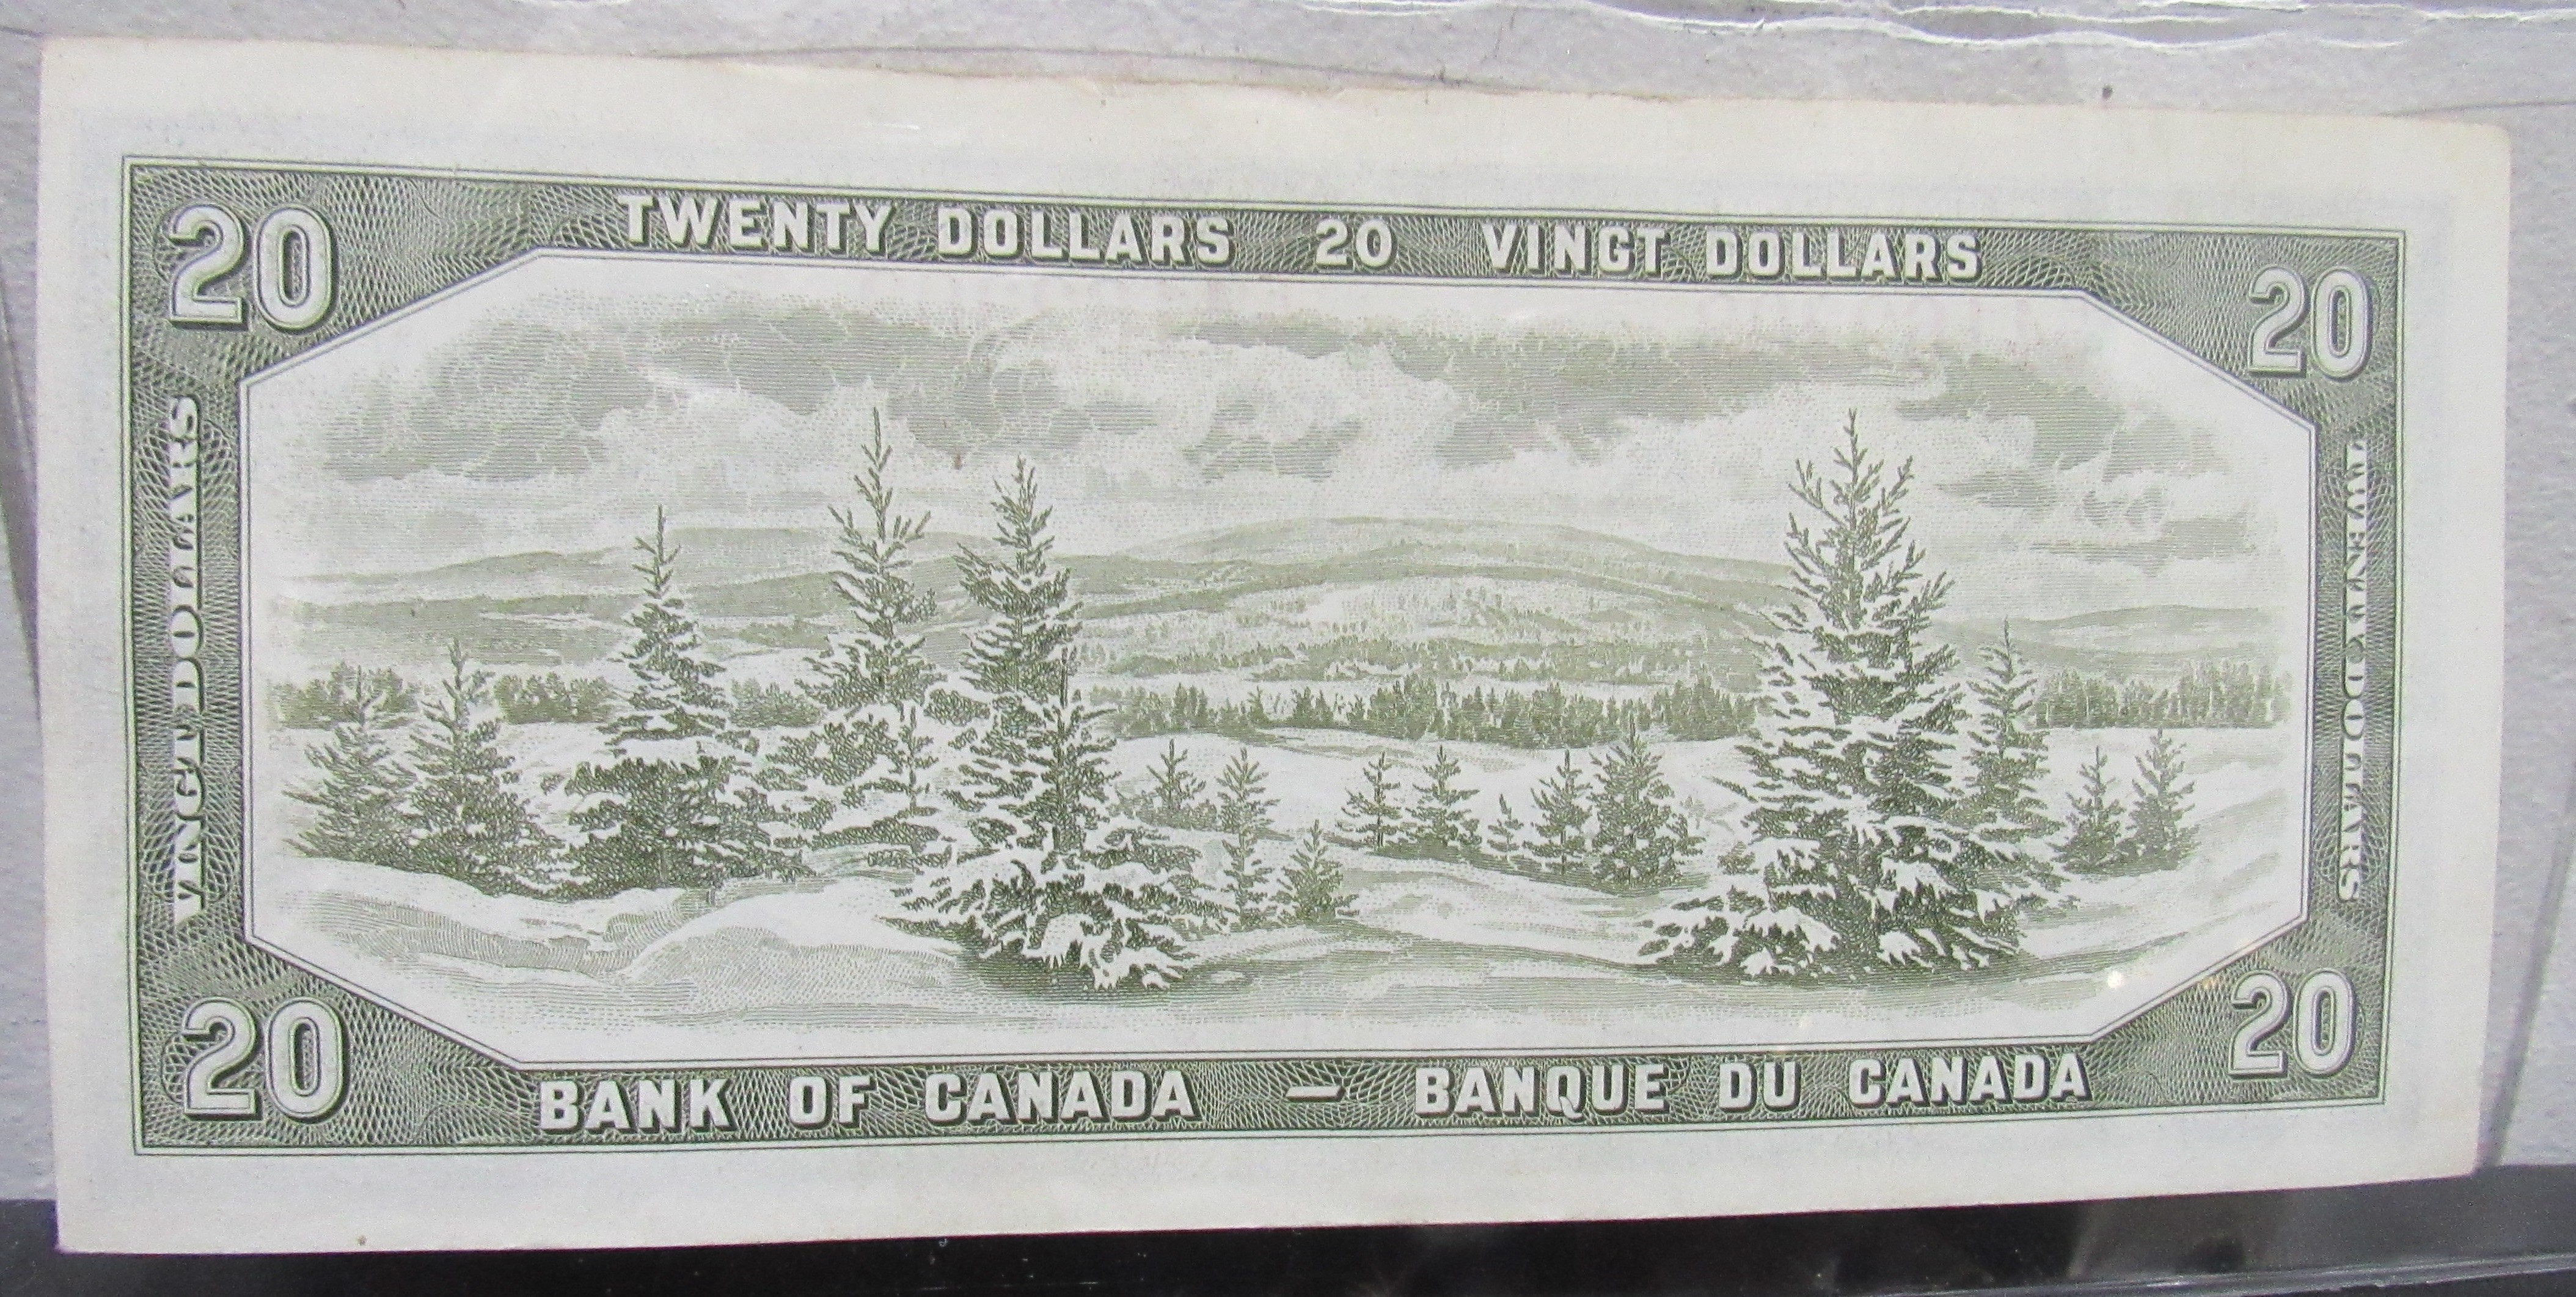 20 TWENTY DOLLARS 20 VINGT DOLLARS 20
VINGT DOLLARS
TWENTY DOLLARS
20 BANK OF CANADA — BANQUE DU CANADA 20